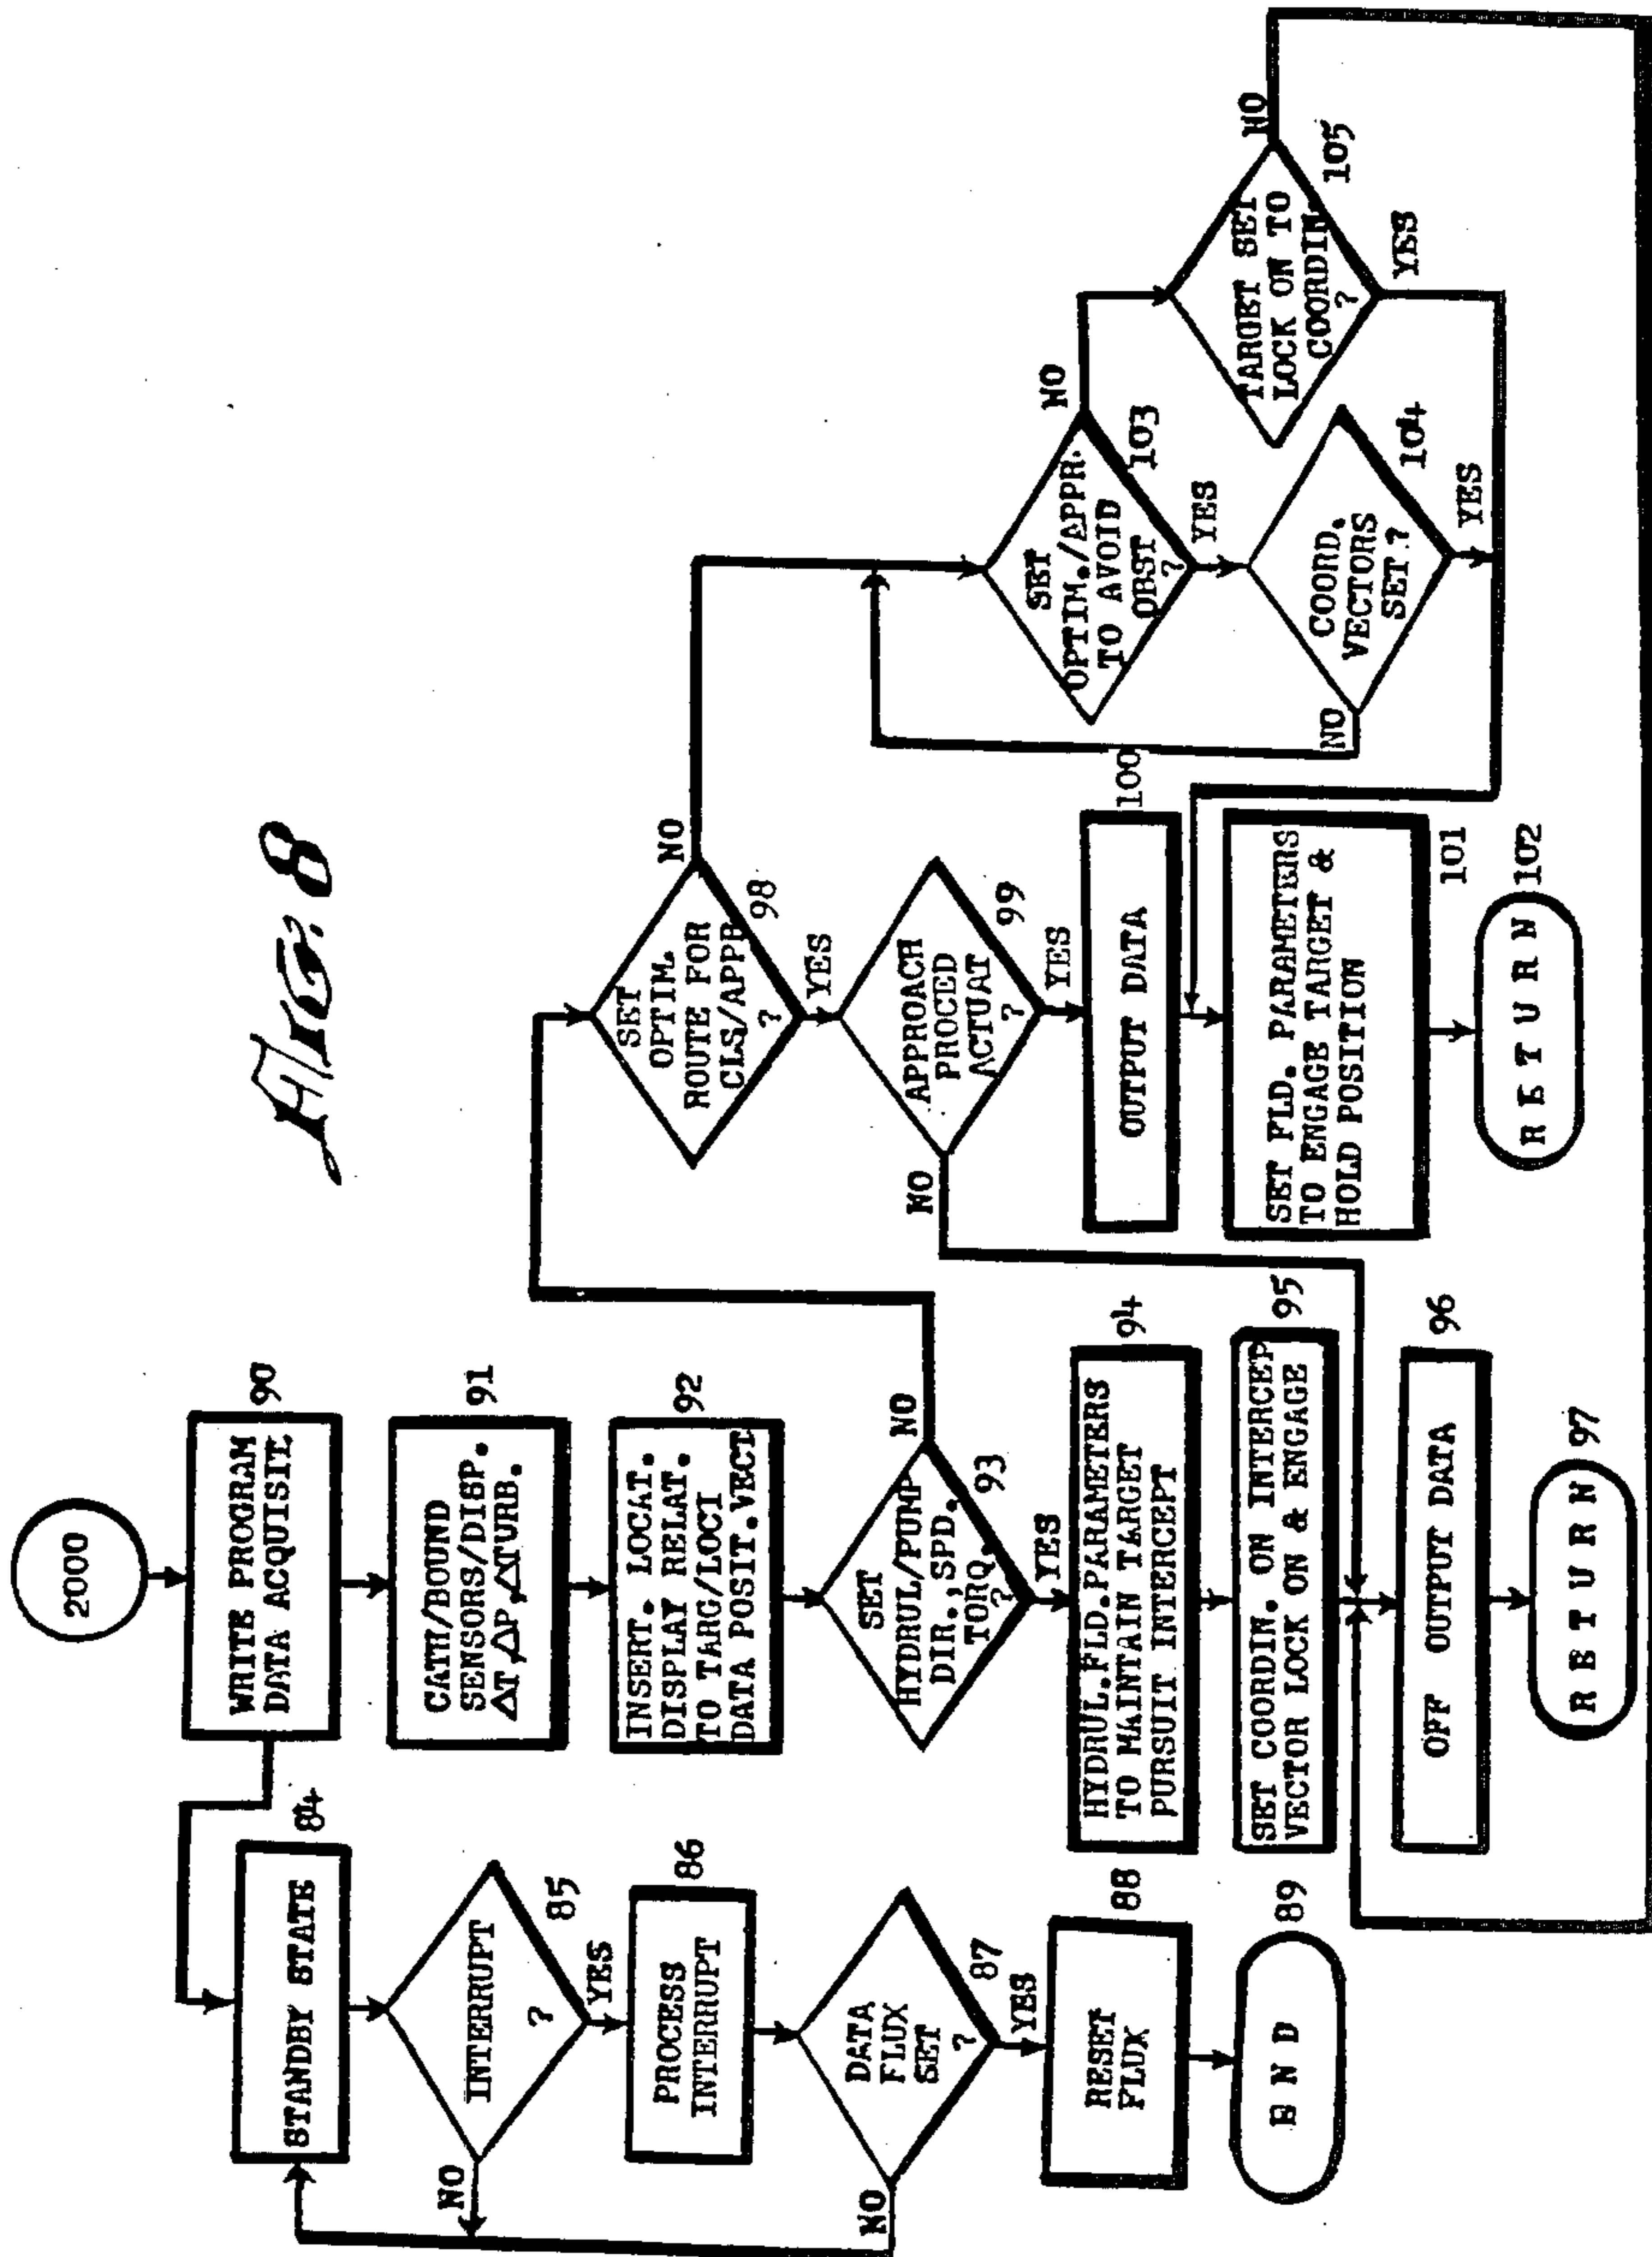 FIG. 8
2000
WRITE PROGRAM
DATA ACQUISIT.
90
STANDBY STATE
84
INTERRUPT
?
85
NO
YES
PROCESS
INTERRUPT
86
DATA
FLUX
SET
?
87
NO
YES
RESET
FLUX
88
END
89
CATH/BOUND
SENSORS/DISP.
ΔT,ΔP,ΔTURB.
91
INSERT. LOCAT.
DISPLAY RELAT.
TO TARG/LOCT
DATA POSIT.VECT
92
SET
HYDRUL/PUMP
DIR.,SPD.
TORQ.
?
93
NO
YES
HYDRUL.FLD.PARAMETERS
TO MAINTAIN TARGET
PURSUIT INTERCEPT
94
SET COORDIN. ON INTERCEP
VECTOR LOCK ON & ENGAGE
95
OFF OUTPUT DATA
96
RETURN
97
SET
OPTIM.
ROUTE FOR
CLS/APPR
?
98
NO
YES
APPROACH
PROCED
ACTUAT
?
99
NO
YES
OUTPUT DATA
100
SET FLD. PARAMETERS
TO ENGAGE TARGET &
HOLD POSITION
101
RETURN
102
SET
OPTIM./APPR.
TO AVOID
OBST
?
103
NO
YES
COORD.
VECTORS
SET.?
104
NO
YES
TARGET SET
LOCK ON TO
COORDIN.
?
105
NO
YES